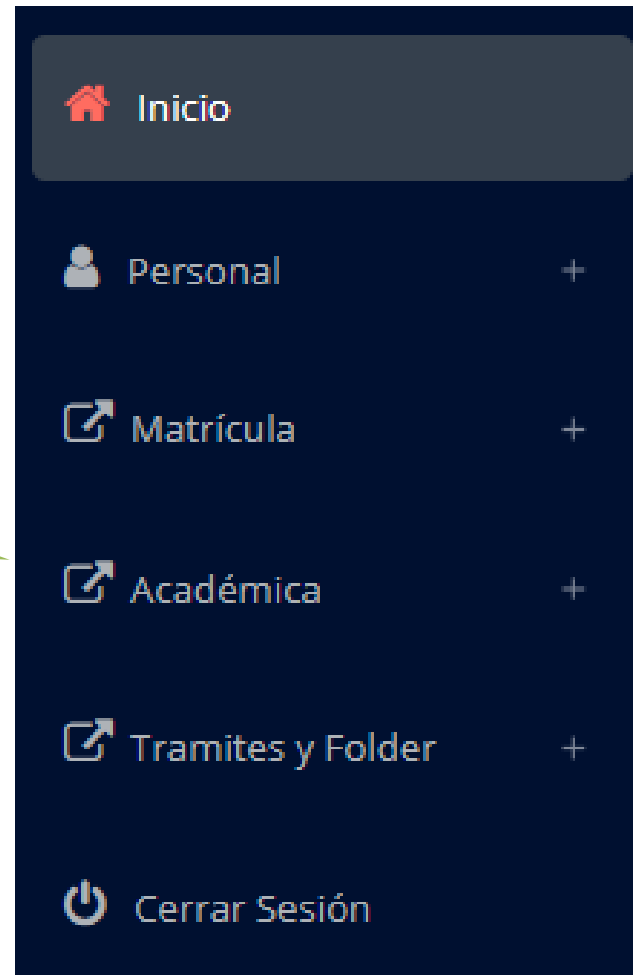 Inicio
Personal +
Matrícula +
Académica +
Tramites y Folder +
Cerrar Sesión